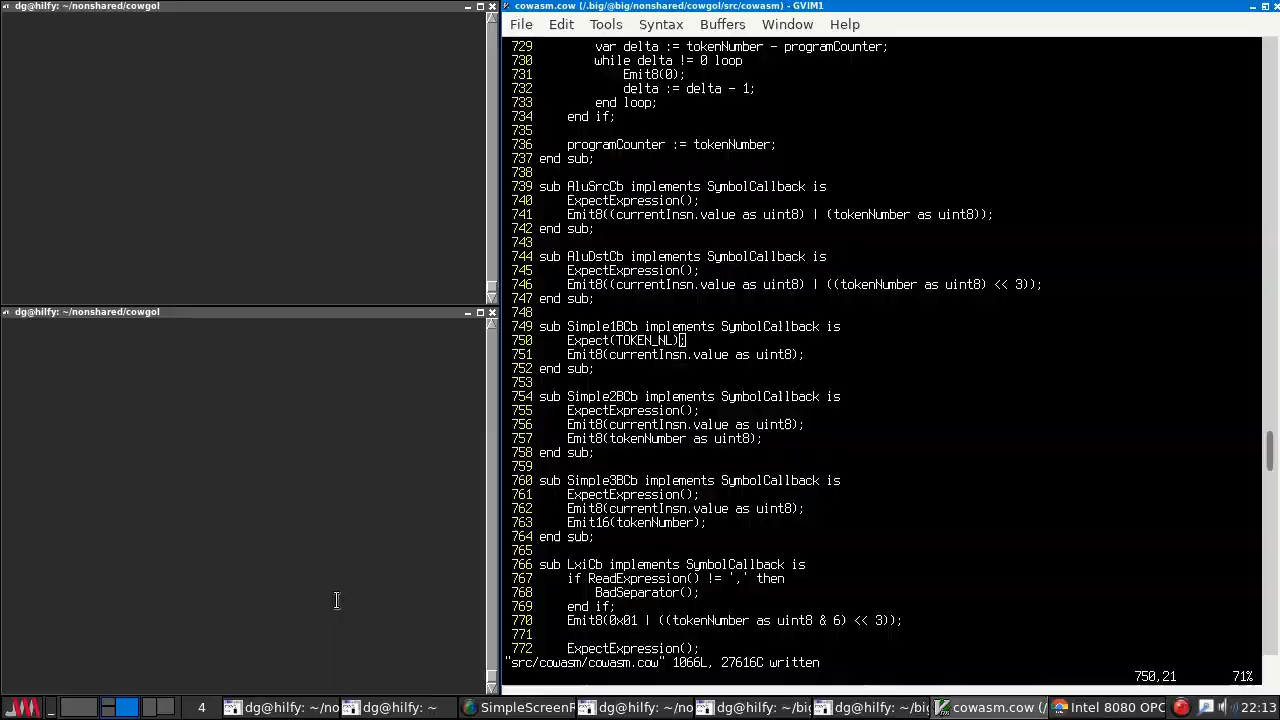 dg@hilfy: ~/nonshared/cowgol
cowasm.cow (/.big/@big/nonshared/cowgol/src/cowasm) - GVIM1
File Edit Tools Syntax Buffers Window Help
729 var delta := tokenNumber - programCounter;
730 while delta != 0 loop
731 Emit8(0);
732 delta := delta - 1;
733 end loop;
734 end if;
735
736 programCounter := tokenNumber;
737 end sub;
738
739 sub AluSrcCb implements SymbolCallback is
740 ExpectExpression();
741 Emit8((currentInsn.value as uint8) | (tokenNumber as uint8));
742 end sub;
743
744 sub AluDstCb implements SymbolCallback is
745 ExpectExpression();
746 Emit8((currentInsn.value as uint8) | ((tokenNumber as uint8) << 3));
747 end sub;
748
749 sub Simple1BCb implements SymbolCallback is
750 Expect(TOKEN_NL);
751 Emit8(currentInsn.value as uint8);
752 end sub;
753
754 sub Simple2BCb implements SymbolCallback is
755 ExpectExpression();
756 Emit8(currentInsn.value as uint8);
757 Emit8(tokenNumber as uint8);
758 end sub;
759
760 sub Simple3BCb implements SymbolCallback is
761 ExpectExpression();
762 Emit8(currentInsn.value as uint8);
763 Emit16(tokenNumber);
764 end sub;
765
766 sub LxiCb implements SymbolCallback is
767 if ReadExpression() != ',' then
768 BadSeparator();
769 end if;
770 Emit8(0x01 | ((tokenNumber as uint8 & 6) << 3));
771
772 ExpectExpression();
"src/cowasm/cowasm.cow" 1066L, 27616C written
750,21 71%
dg@hilfy: ~/nonshared/cowgol
4 dg@hilfy: ~/no dg@hilfy: ~ SimpleScreenR dg@hilfy: ~/no dg@hilfy: ~/big dg@hilfy: ~/big cowasm.cow (/ Intel 8080 OPC 22:13